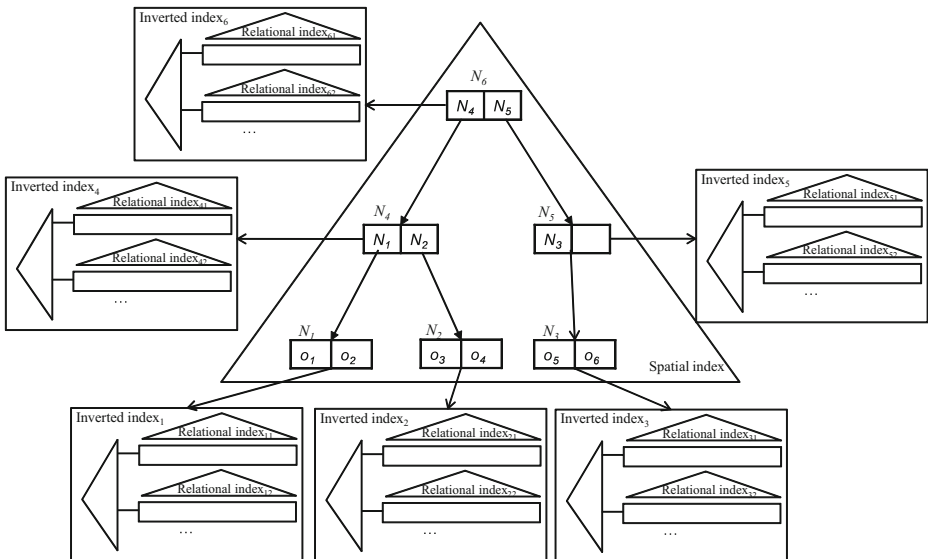 Inverted index6
Relational index61
Relational index62
…
N6
N4 N5
Inverted index4
Relational index41
Relational index42
…
N4
N1 N2
N5
N3
Inverted index5
Relational index51
Relational index52
…
N1
o1 o2
N2
o3 o4
N3
o5 o6
Spatial index
Inverted index1
Relational index11
Relational index12
…
Inverted index2
Relational index21
Relational index22
…
Inverted index3
Relational index31
Relational index32
…